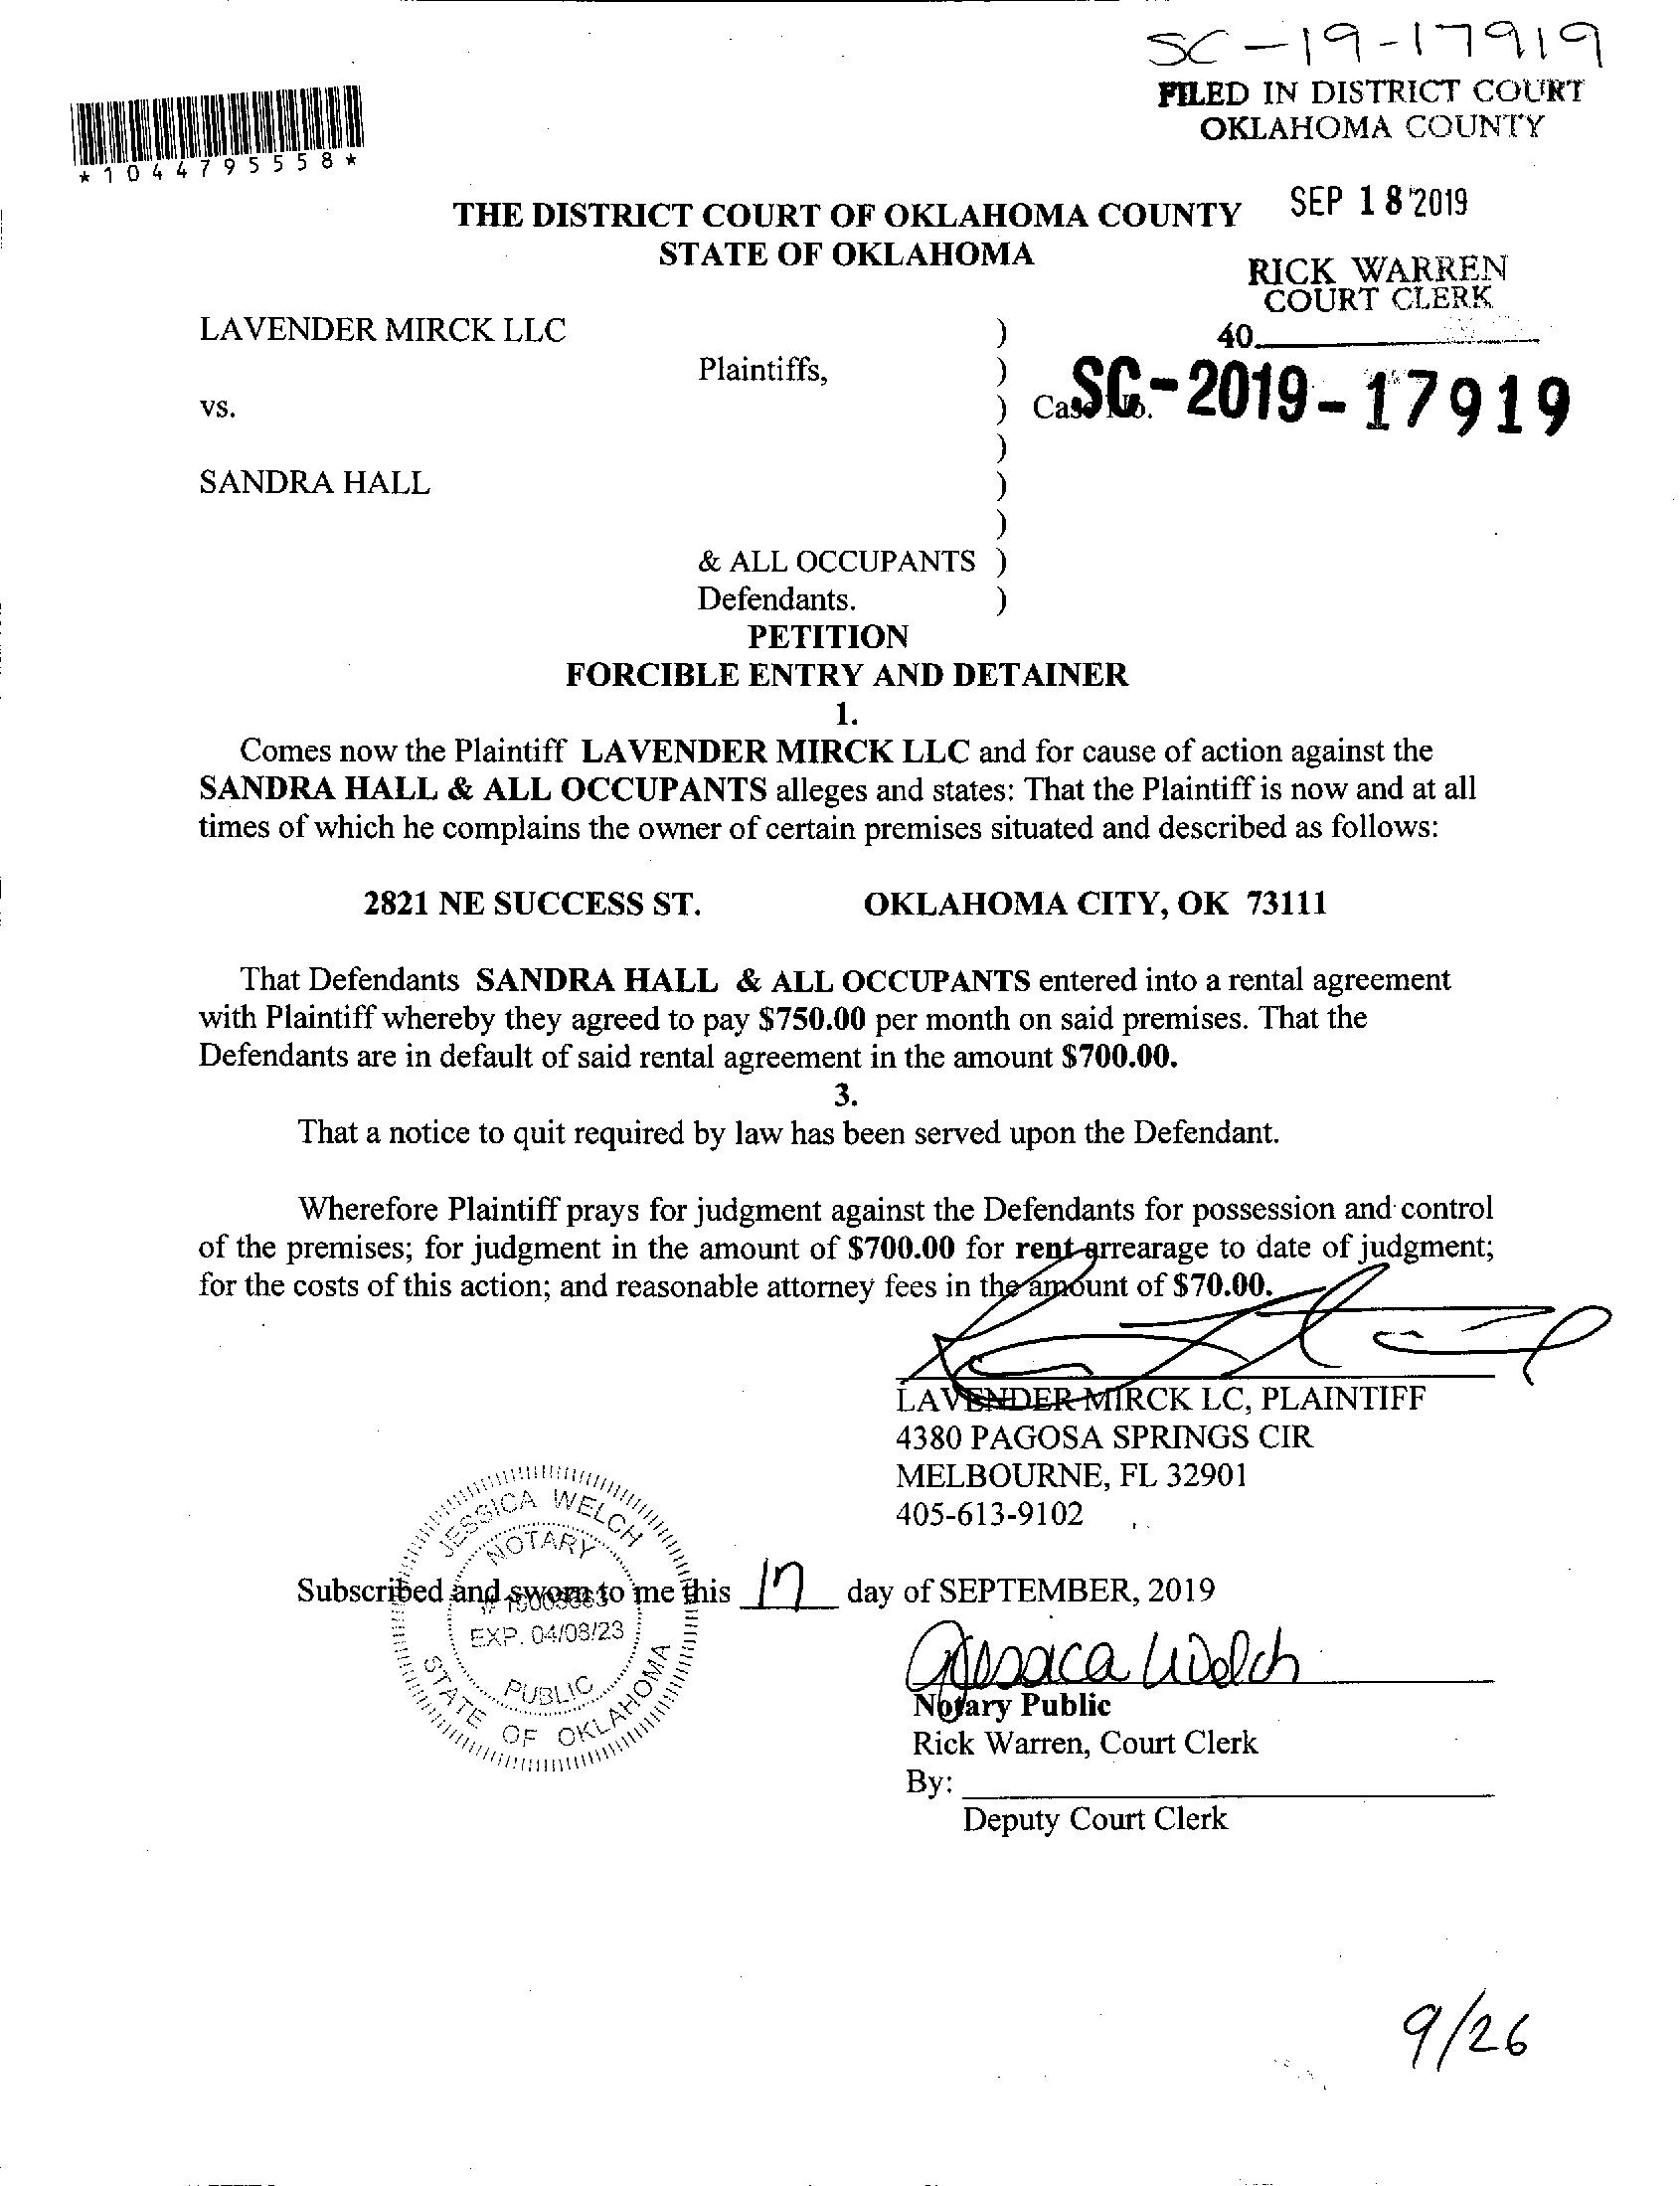 SC-19-17919
FILED IN DISTRICT COURT
OKLAHOMA COUNTY
*1044795558*
SEP 18 2019
THE DISTRICT COURT OF OKLAHOMA COUNTY
STATE OF OKLAHOMA
RICK WARREN
COURT CLERK
40
LAVENDER MIRCK LLC )
Plaintiffs, )
vs. ) Case No. SC-2019-17919
)
SANDRA HALL )
)
& ALL OCCUPANTS )
Defendants. )
PETITION
FORCIBLE ENTRY AND DETAINER
1.
Comes now the Plaintiff LAVENDER MIRCK LLC and for cause of action against the
SANDRA HALL & ALL OCCUPANTS alleges and states: That the Plaintiff is now and at all
times of which he complains the owner of certain premises situated and described as follows:
2821 NE SUCCESS ST. OKLAHOMA CITY, OK 73111
That Defendants SANDRA HALL & ALL OCCUPANTS entered into a rental agreement
with Plaintiff whereby they agreed to pay $750.00 per month on said premises. That the
Defendants are in default of said rental agreement in the amount $700.00.
3.
That a notice to quit required by law has been served upon the Defendant.
Wherefore Plaintiff prays for judgment against the Defendants for possession and control
of the premises; for judgment in the amount of $700.00 for rent arrearage to date of judgment;
for the costs of this action; and reasonable attorney fees in the amount of $70.00.
LAVENDER MIRCK LC, PLAINTIFF
4380 PAGOSA SPRINGS CIR
MELBOURNE, FL 32901
405-613-9102
JESSICA WELCH
NOTARY
Subscribed and sworn to me this 17 day of SEPTEMBER, 2019
EXP. 04/08/23
PUBLIC
STATE OF OKLAHOMA
Jessica Welch
Notary Public
Rick Warren, Court Clerk
By:
Deputy Court Clerk
9/26